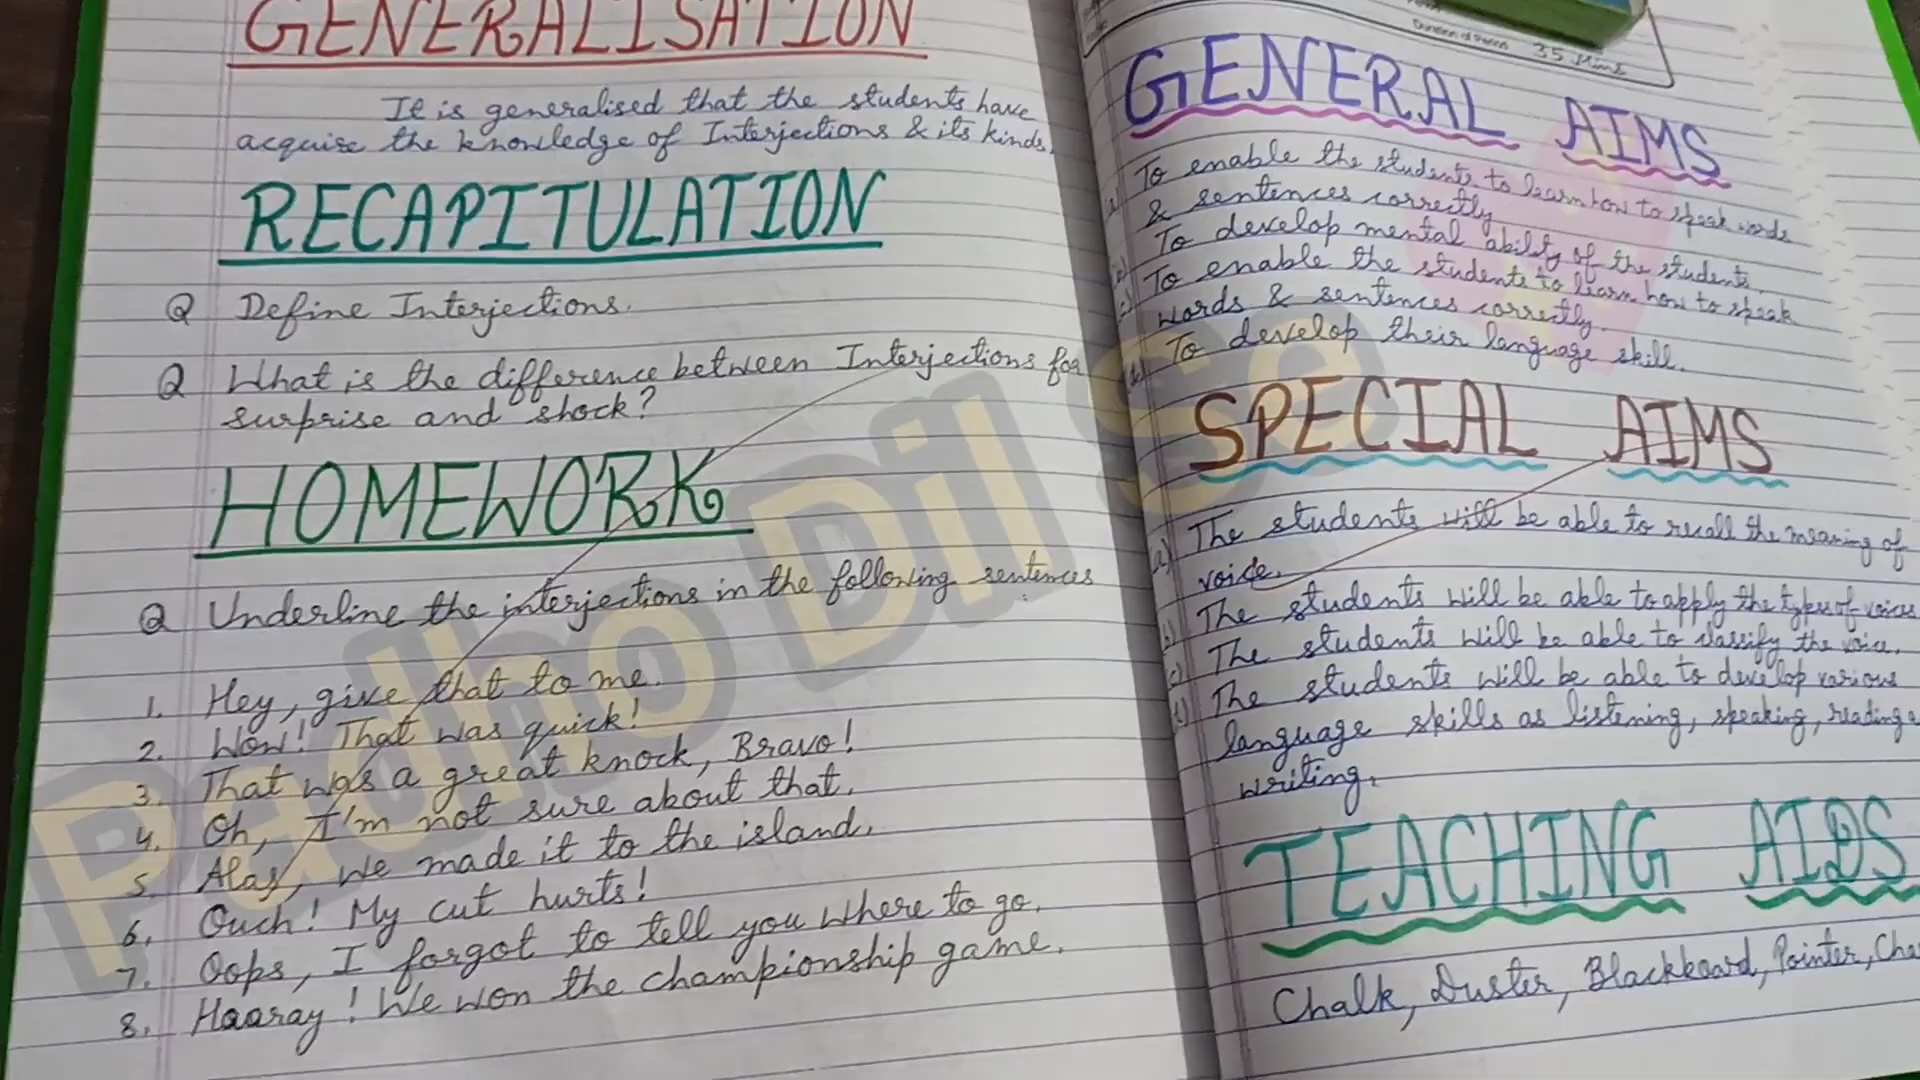 GENERALISATION
It is generalised that the students have
acquire the knowledge of Interjections & its kinds.
RECAPITULATION
Q Define Interjections.
Q What is the difference between Interjections for
surprise and shock?
HOMEWORK
Q Underline the interjections in the following sentences
1. Hey, give that to me.
2. Wow! That was quick!
3. That was a great knock, Bravo!
4. Oh, I'm not sure about that.
5. Alas, we made it to the island.
6. Ouch! My cut hurts!
7. Oops, I forgot to tell you where to go.
8. Haaray! We won the championship game.
35 Mins
GENERAL AIMS
a) To enable the students to learn how to speak words
& sentences correctly
b) To develop mental ability of the students.
c) To enable the students to learn how to speak
words & sentences correctly.
d) To develop their language skill.
SPECIAL AIMS
a) The students will be able to recall the meaning of
voice.
b) The students will be able to apply the types of voices
c) The students will be able to classify the voice.
d) The students will be able to develop various
language skills as listening, speaking, reading &
writing.
TEACHING AIDS
Chalk, Duster, Blackboard, Pointer,
Padho Dil Se